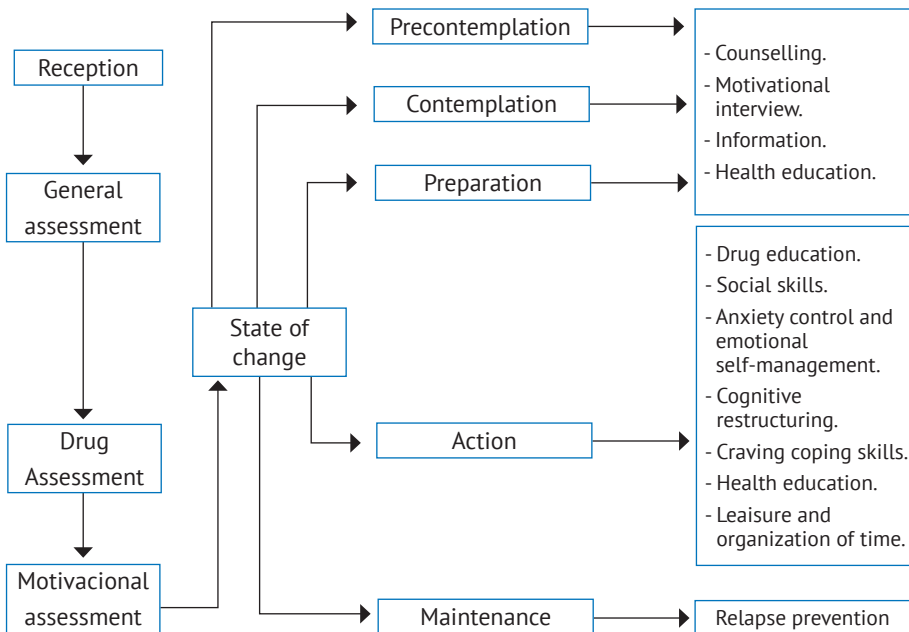 Reception
General
assessment
Drug
Assessment
Motivacional
assessment
State of
change
Precontemplation
Contemplation
Preparation
Action
Maintenance
- Counselling.
- Motivational
interview.
- Information.
- Health education.
- Drug education.
- Social skills.
- Anxiety control and
emotional
self-management.
- Cognitive
restructuring.
- Craving coping skills.
- Health education.
- Leaisure and
organization of time.
Relapse prevention